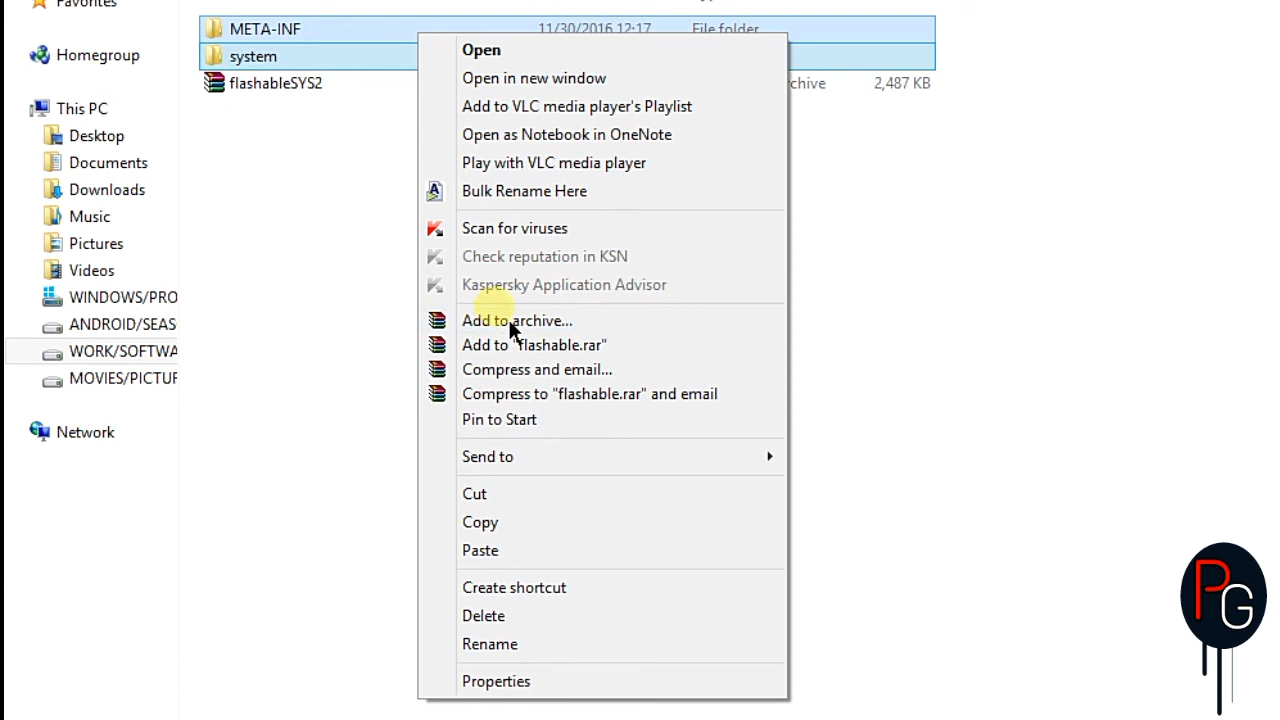 Favorites
META-INF 11/30/2016 12:17 File folder
Homegroup
system
flashableSYS2 chive 2,487 KB
This PC
Desktop
Documents
Downloads
Music
Pictures
Videos
WINDOWS/PRO
ANDROID/SEAS
WORK/SOFTWA
MOVIES/PICTUR
Network
Open
Open in new window
Add to VLC media player's Playlist
Open as Notebook in OneNote
Play with VLC media player
Bulk Rename Here
Scan for viruses
Check reputation in KSN
Kaspersky Application Advisor
Add to archive...
Add to "flashable.rar"
Compress and email...
Compress to "flashable.rar" and email
Pin to Start
Send to
Cut
Copy
Paste
Create shortcut
Delete
Rename
Properties
PG